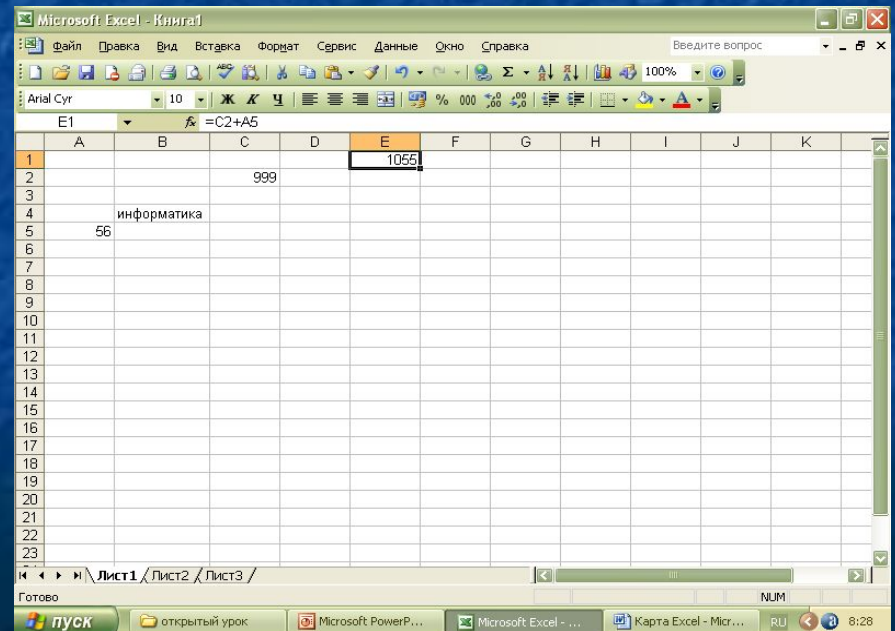 Microsoft Excel - Книга1
Файл Правка Вид Вставка Формат Сервис Данные Окно Справка Введите вопрос
100%
Arial Cyr 10 Ж К Ч % 000
E1 fx =C2+A5
A B C D E F G H I J K
1 1055
2 999
3
4 информатика
5 56
6
7
8
9
10
11
12
13
14
15
16
17
18
19
20
21
22
23
Лист1 Лист2 Лист3
Готово NUM
пуск открытый урок Microsoft PowerP... Microsoft Excel - ... Карта Excel - Micr... RU 8:28